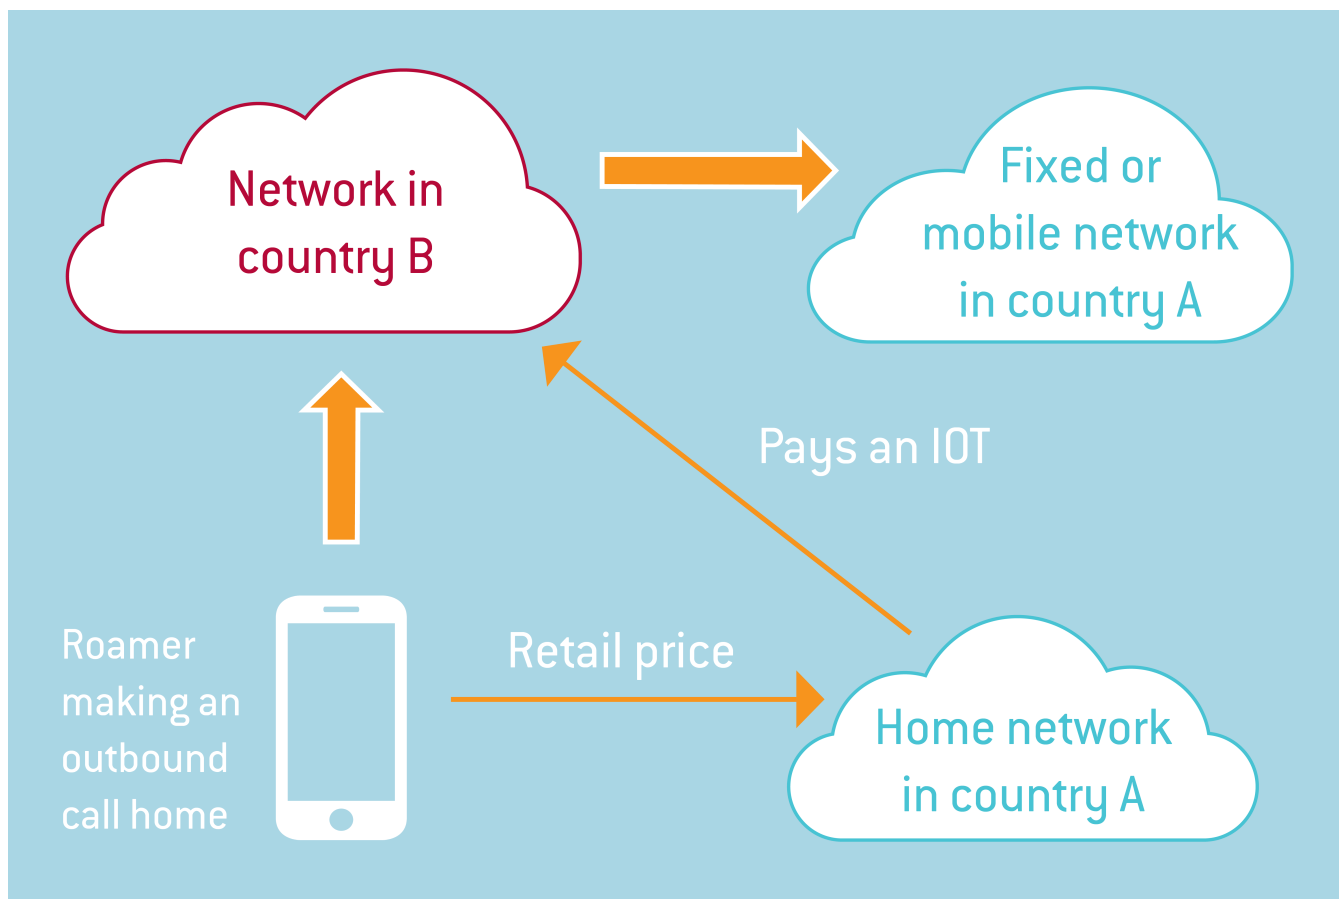 Network in
country B
Fixed or
mobile network
in country A
Pays an IOT
Roamer
making an
outbound
call home
Retail price
Home network
in country A